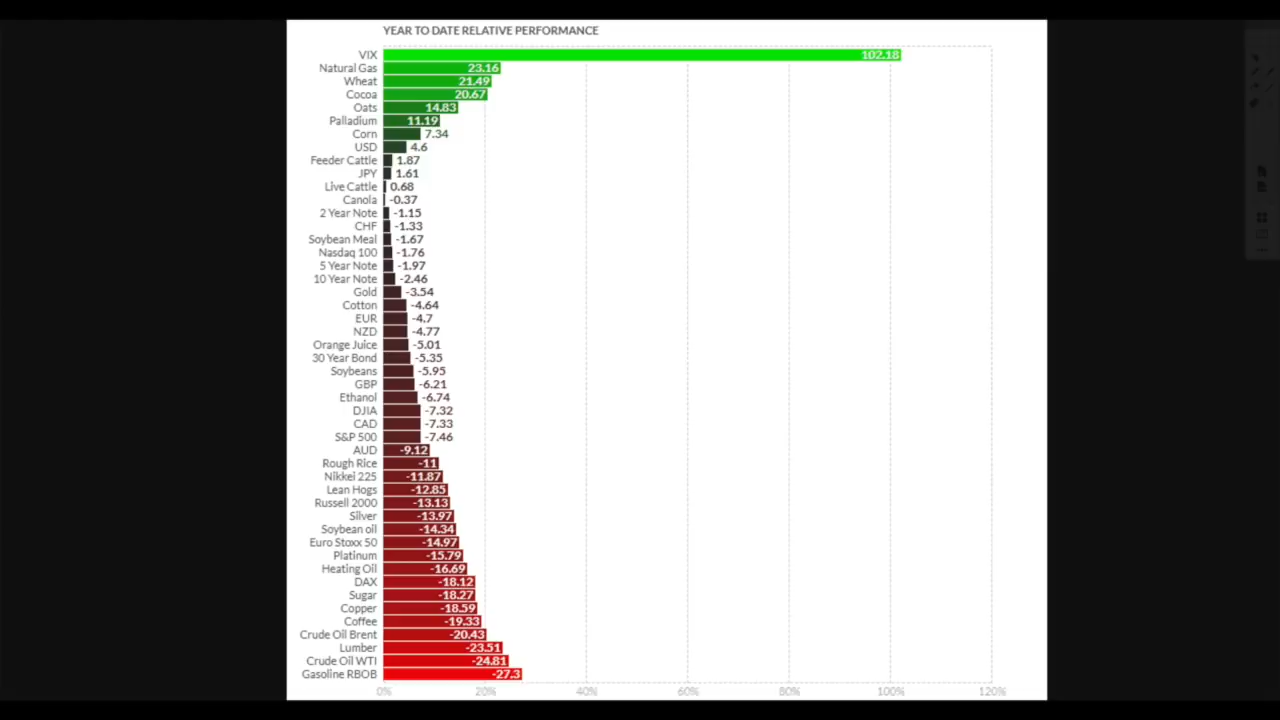 YEAR TO DATE RELATIVE PERFORMANCE
VIX 102.18
Natural Gas 23.16
Wheat 21.49
Cocoa 20.67
Oats 14.83
Palladium 11.19
Corn 7.34
USD 4.6
Feeder Cattle 1.87
JPY 1.61
Live Cattle 0.68
Canola -0.37
2 Year Note -1.15
CHF -1.33
Soybean Meal -1.67
Nasdaq 100 -1.76
5 Year Note -1.97
10 Year Note -2.46
Gold -3.54
Cotton -4.64
EUR -4.7
NZD -4.77
Orange Juice -5.01
30 Year Bond -5.35
Soybeans -5.95
GBP -6.21
Ethanol -6.74
DJIA -7.32
CAD -7.33
S&P 500 -7.46
AUD -9.12
Rough Rice -11
Nikkei 225 -11.87
Lean Hogs -12.85
Russell 2000 -13.13
Silver -13.97
Soybean oil -14.34
Euro Stoxx 50 -14.97
Platinum -15.79
Heating Oil -16.69
DAX -18.12
Sugar -18.27
Copper -18.59
Coffee -19.33
Crude Oil Brent -20.43
Lumber -23.51
Crude Oil WTI -24.81
Gasoline RBOB -27.3
0% 20% 40% 60% 80% 100% 120%